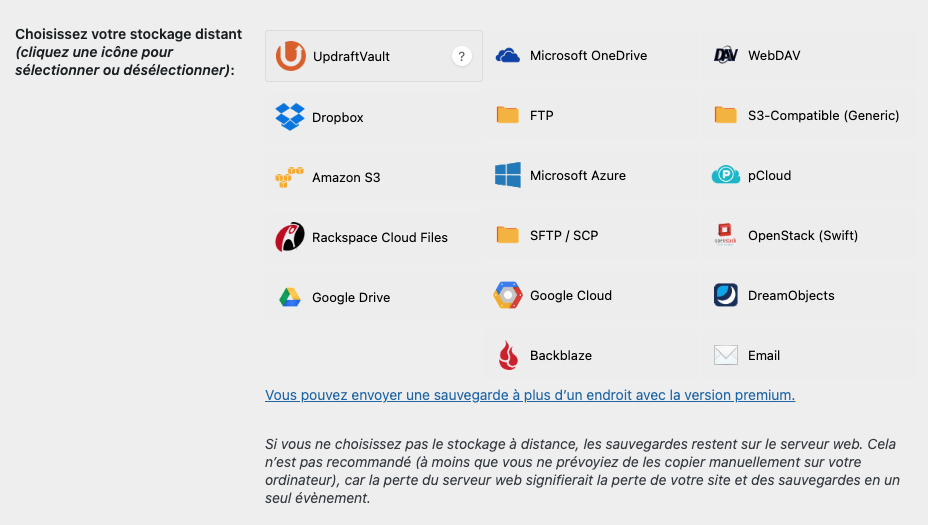 Choisissez votre stockage distant
(cliquez une icône pour
sélectionner ou désélectionner):
UpdraftVault ?
Microsoft OneDrive
WebDAV
Dropbox
FTP
S3-Compatible (Generic)
Amazon S3
Microsoft Azure
pCloud
Rackspace Cloud Files
SFTP / SCP
OpenStack (Swift)
Google Drive
Google Cloud
DreamObjects
Backblaze
Email
Vous pouvez envoyer une sauvegarde à plus d’un endroit avec la version premium.
Si vous ne choisissez pas le stockage à distance, les sauvegardes restent sur le serveur web. Cela
n’est pas recommandé (à moins que vous ne prévoyiez de les copier manuellement sur votre
ordinateur), car la perte du serveur web signifierait la perte de votre site et des sauvegardes en un
seul évènement.